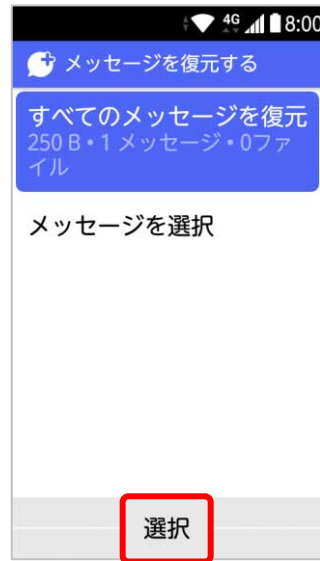 4G 8:00
メッセージを復元する
すべてのメッセージを復元
250 B • 1 メッセージ • 0ファ
イル
メッセージを選択
選択